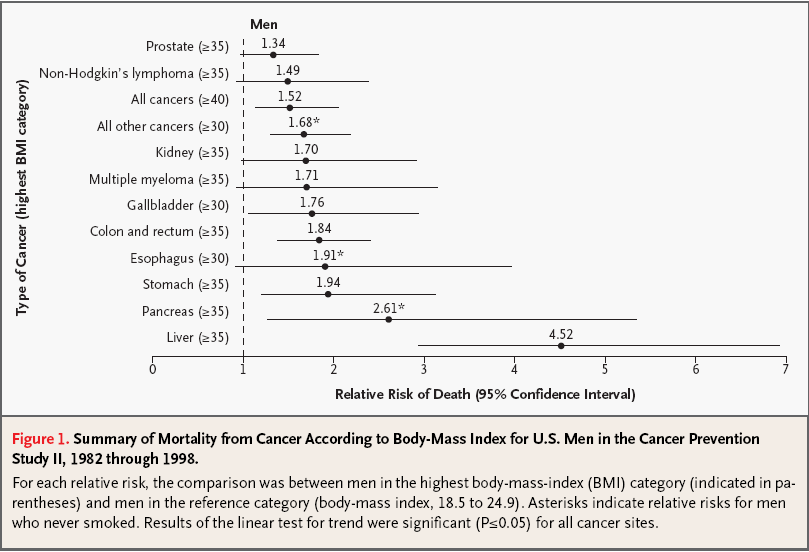 Men
Prostate (≥35) 1.34
Non-Hodgkin's lymphoma (≥35) 1.49
All cancers (≥40) 1.52
All other cancers (≥30) 1.68*
Kidney (≥35) 1.70
Multiple myeloma (≥35) 1.71
Gallbladder (≥30) 1.76
Colon and rectum (≥35) 1.84
Esophagus (≥30) 1.91*
Stomach (≥35) 1.94
Pancreas (≥35) 2.61*
Liver (≥35) 4.52
Type of Cancer (highest BMI category)
0 1 2 3 4 5 6 7
Relative Risk of Death (95% Confidence Interval)
Figure 1. Summary of Mortality from Cancer According to Body-Mass Index for U.S. Men in the Cancer Prevention
Study II, 1982 through 1998.
For each relative risk, the comparison was between men in the highest body-mass-index (BMI) category (indicated in pa-
rentheses) and men in the reference category (body-mass index, 18.5 to 24.9). Asterisks indicate relative risks for men
who never smoked. Results of the linear test for trend were significant (P≤0.05) for all cancer sites.